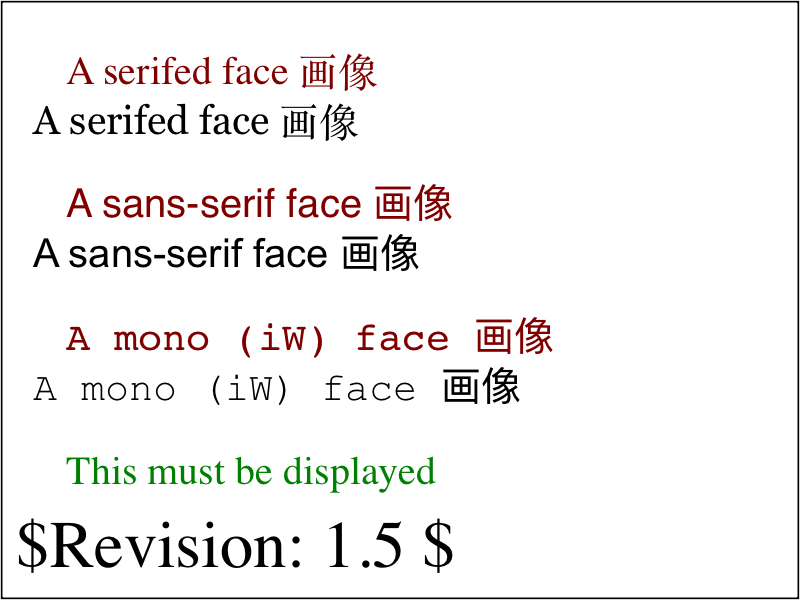 A serifed face 画像
A serifed face 画像
A sans-serif face 画像
A sans-serif face 画像
A mono (iW) face 画像
A mono (iW) face 画像
This must be displayed
$Revision: 1.5 $